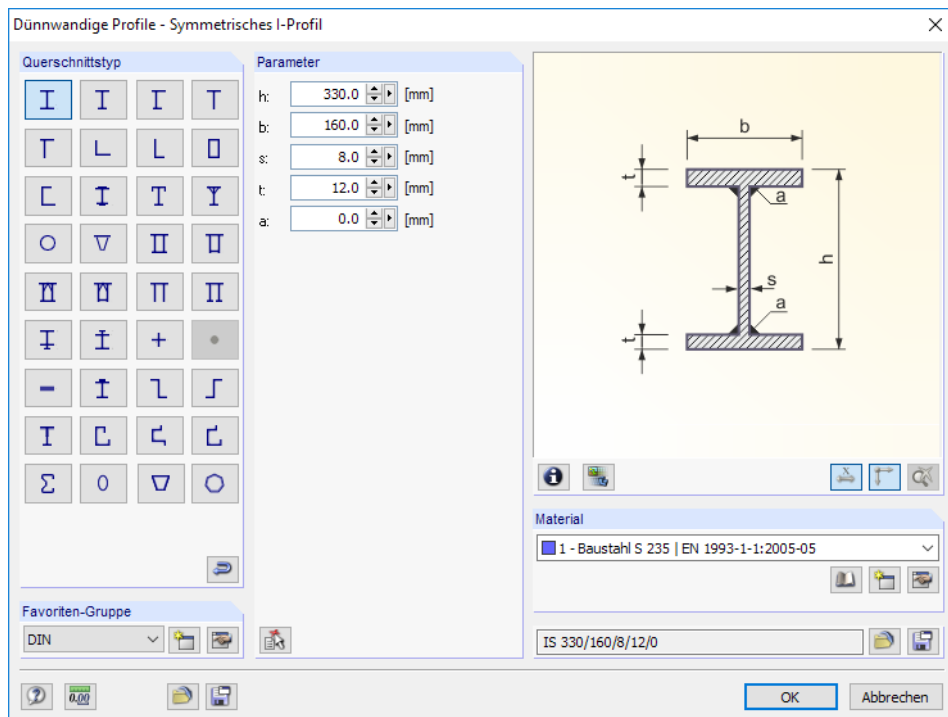 Dünnwandige Profile - Symmetrisches I-Profil
Querschnittstyp
Parameter
h: 330.0 [mm]
b: 160.0 [mm]
s: 8.0 [mm]
t: 12.0 [mm]
a: 0.0 [mm]
b
t
a
h
s
a
t
X
Material
1 - Baustahl S 235 | EN 1993-1-1:2005-05
Favoriten-Gruppe
DIN
IS 330/160/8/12/0
0.00
OK
Abbrechen